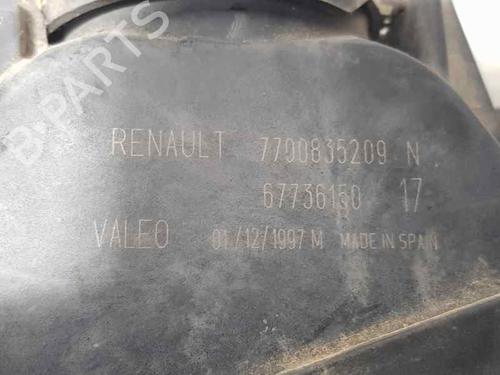 B-PARTS
RENAULT 7700835209 N
67736150 17
VALEO 01/12/1997 M MADE IN SPAIN